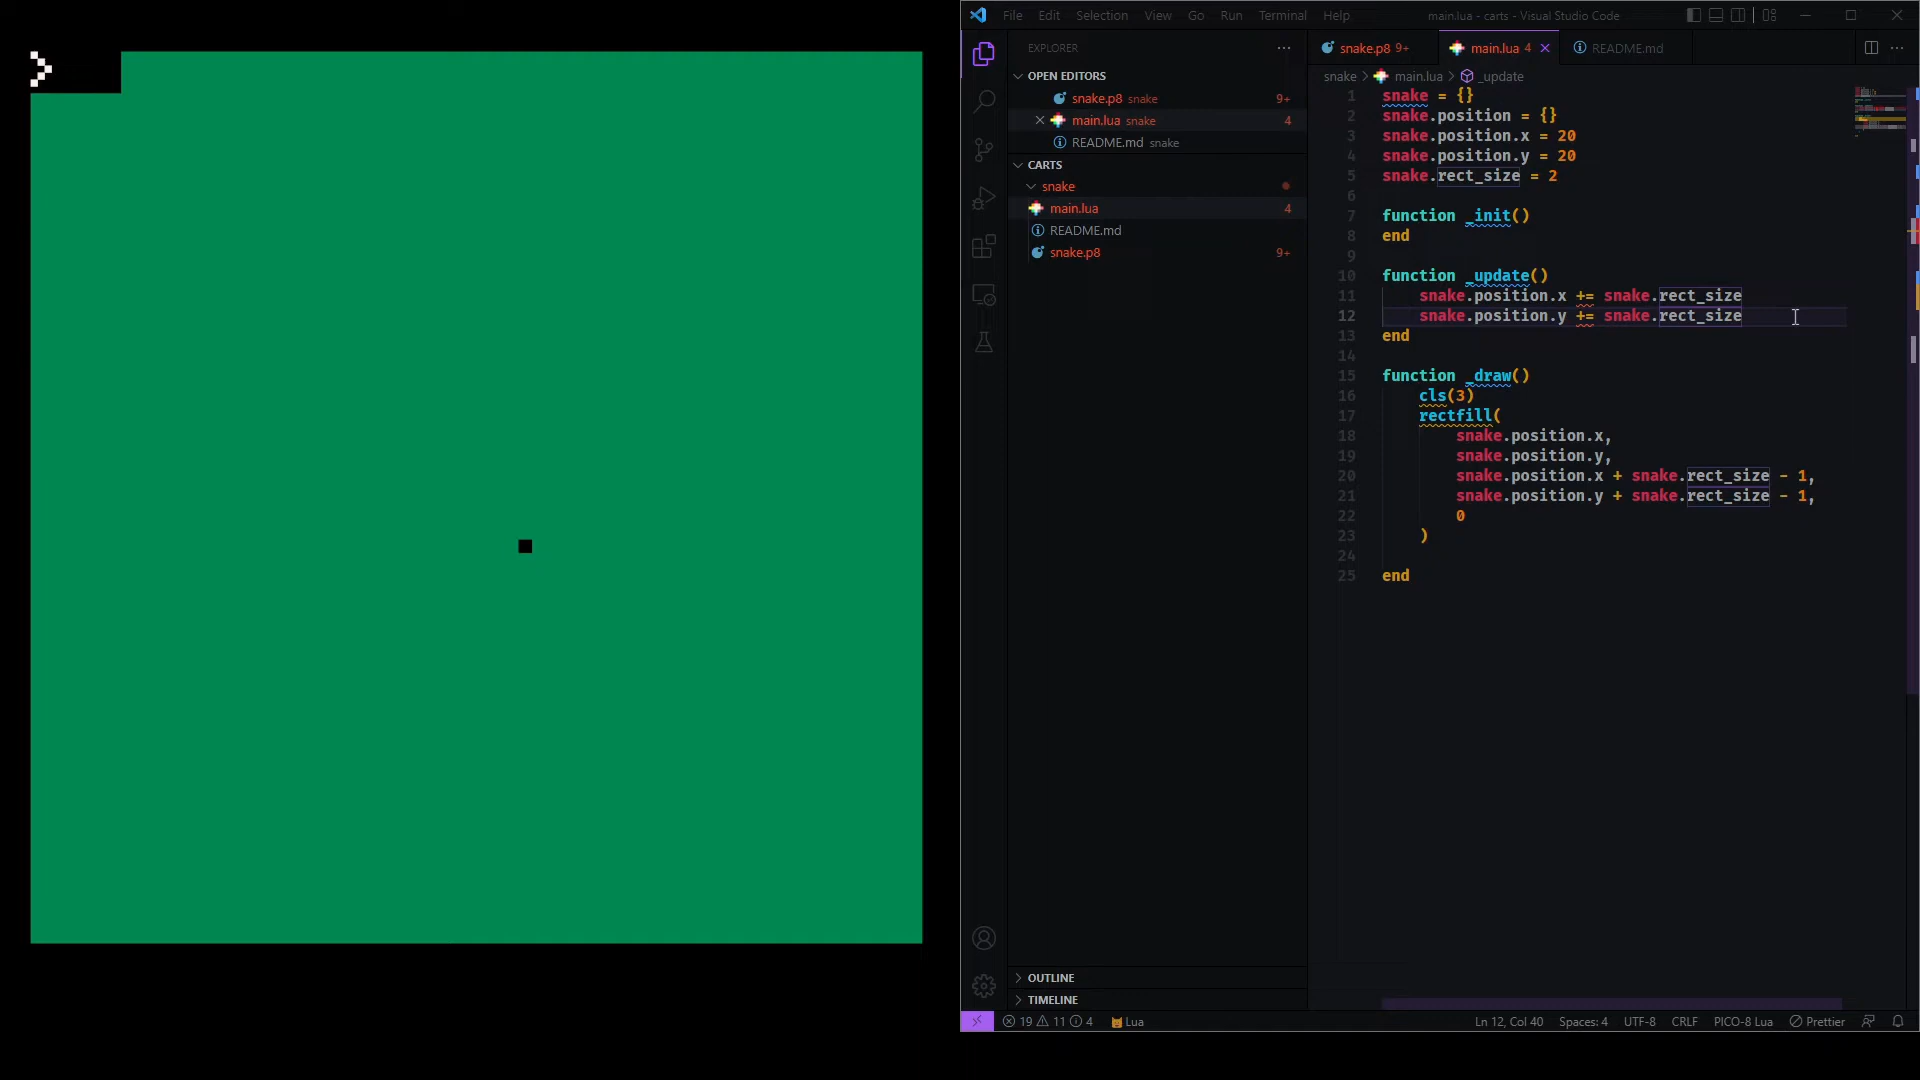 File Edit Selection View Go Run Terminal Help
main.lua - carts - Visual Studio Code
EXPLORER
OPEN EDITORS
snake.p8 snake 9+
main.lua snake 4
README.md snake
CARTS
snake
main.lua 4
README.md
snake.p8 9+
OUTLINE
TIMELINE
snake.p8 9+ main.lua 4 README.md
snake > main.lua > _update
1 snake = {}
2 snake.position = {}
3 snake.position.x = 20
4 snake.position.y = 20
5 snake.rect_size = 2
6
7 function _init()
8 end
9
10 function _update()
11 snake.position.x += snake.rect_size
12 snake.position.y += snake.rect_size
13 end
14
15 function _draw()
16 cls(3)
17 rectfill(
18 snake.position.x,
19 snake.position.y,
20 snake.position.x + snake.rect_size - 1,
21 snake.position.y + snake.rect_size - 1,
22 0
23 )
24
25 end
19 11 4 Lua Ln 12, Col 40 Spaces: 4 UTF-8 CRLF PICO-8 Lua Prettier